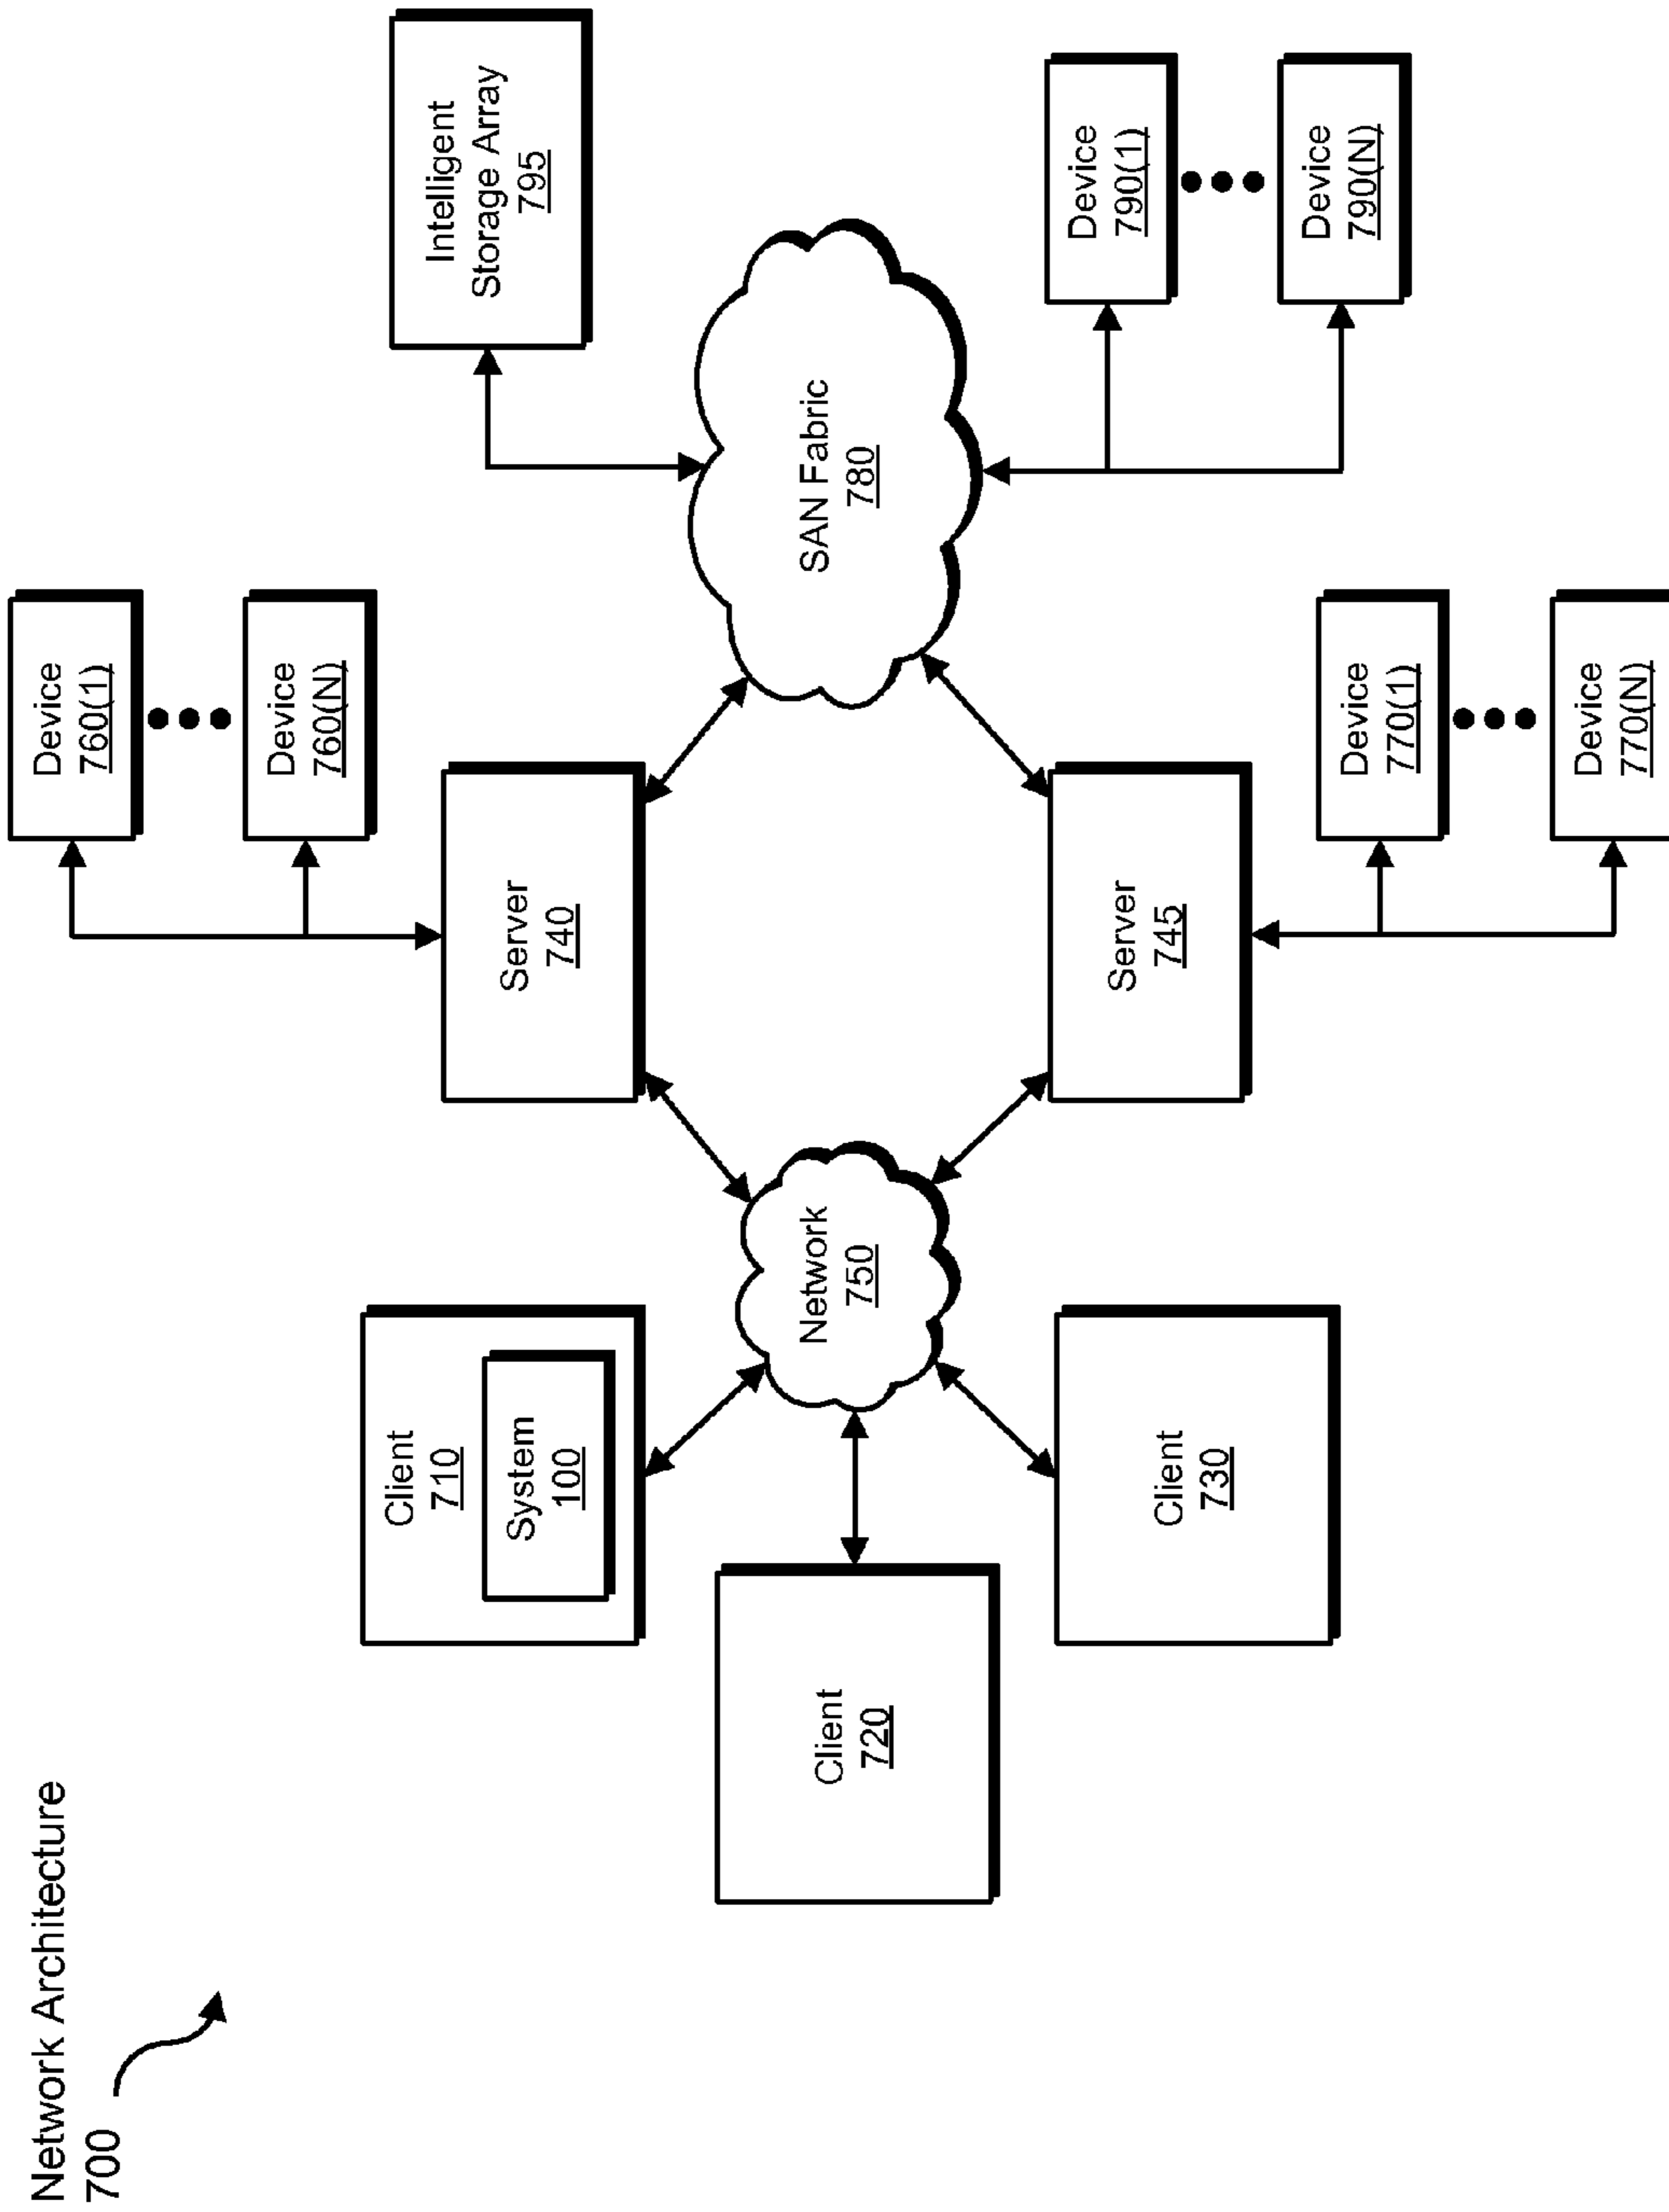 Network Architecture
700
Device
760(1)
Device
760(N)
Intelligent
Storage Array
795
Client
710
System
100
Server
740
Client
720
Network
750
SAN Fabric
780
Client
730
Server
745
Device
790(1)
Device
790(N)
Device
770(1)
Device
770(N)